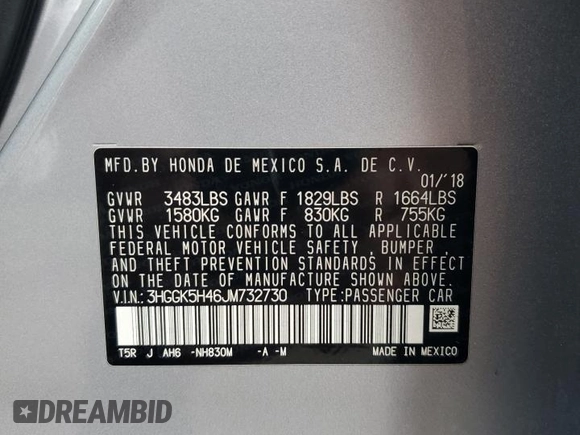 MFD.BY HONDA DE MEXICO S.A. DE C.V.
01/'18
GVWR 3483LBS GAWR F 1829LBS R 1664LBS
GVWR 1580KG GAWR F 830KG R 755KG
THIS VEHICLE CONFORMS TO ALL APPLICABLE
FEDERAL MOTOR VEHICLE SAFETY , BUMPER ,
AND THEFT PREVENTION STANDARDS IN EFFECT
ON THE DATE OF MANUFACTURE SHOWN ABOVE .
V.I.N.: 3HGGK5H46JM732730 TYPE:PASSENGER CAR
T5R J AH6 -NH830M -A -M MADE IN MEXICO
DREAMBID